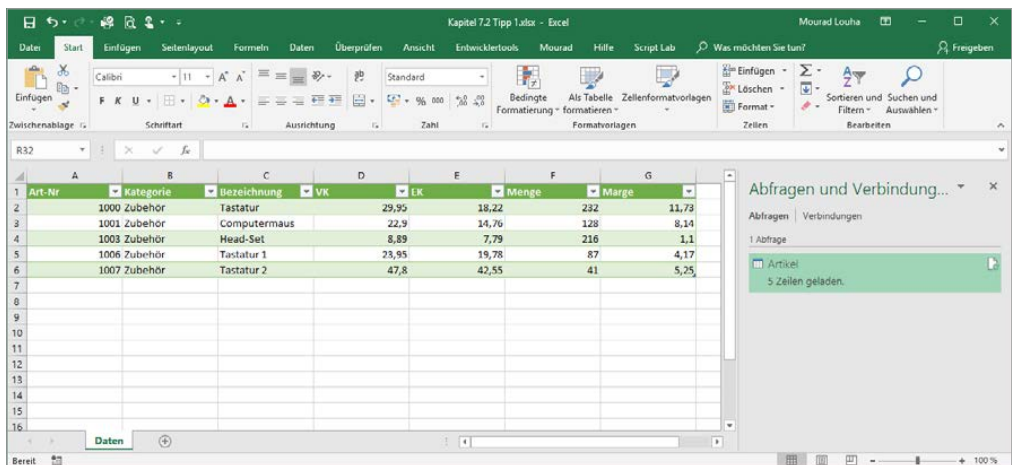 Kapitel 7.2 Tipp 1.xlsx - Excel
Mourad Louha
Datei Start Einfügen Seitenlayout Formeln Daten Überprüfen Ansicht Entwicklertools Mourad Hilfe Script Lab Was möchten Sie tun? Freigeben
Einfügen
Calibri 11
F K U
Standard
% 000
Bedingte Formatierung
Als Tabelle formatieren
Zellenformatvorlagen
Einfügen
Löschen
Format
Sortieren und Filtern
Suchen und Auswählen
Zwischenablage Schriftart Ausrichtung Zahl Formatvorlagen Zellen Bearbeiten
R32 fx
A B C D E F G
1 Art-Nr Kategorie Bezeichnung VK EK Menge Marge
2 1000 Zubehör Tastatur 29,95 18,22 232 11,73
3 1001 Zubehör Computermaus 22,9 14,76 128 8,14
4 1003 Zubehör Head-Set 8,89 7,79 216 1,1
5 1006 Zubehör Tastatur 1 23,95 19,78 87 4,17
6 1007 Zubehör Tastatur 2 47,8 42,55 41 5,25
7
8
9
10
11
12
13
14
15
16
Abfragen und Verbindung...
Abfragen Verbindungen
1 Abfrage
Artikel
5 Zeilen geladen.
Daten
Bereit
100 %